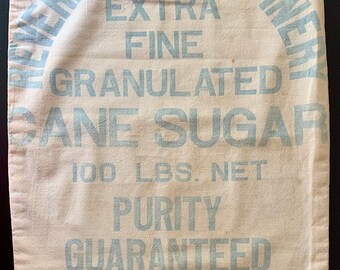 EXTRA
FINE
GRANULATED
CANE SUGAR
100 LBS. NET
PURITY
GUARANTEED